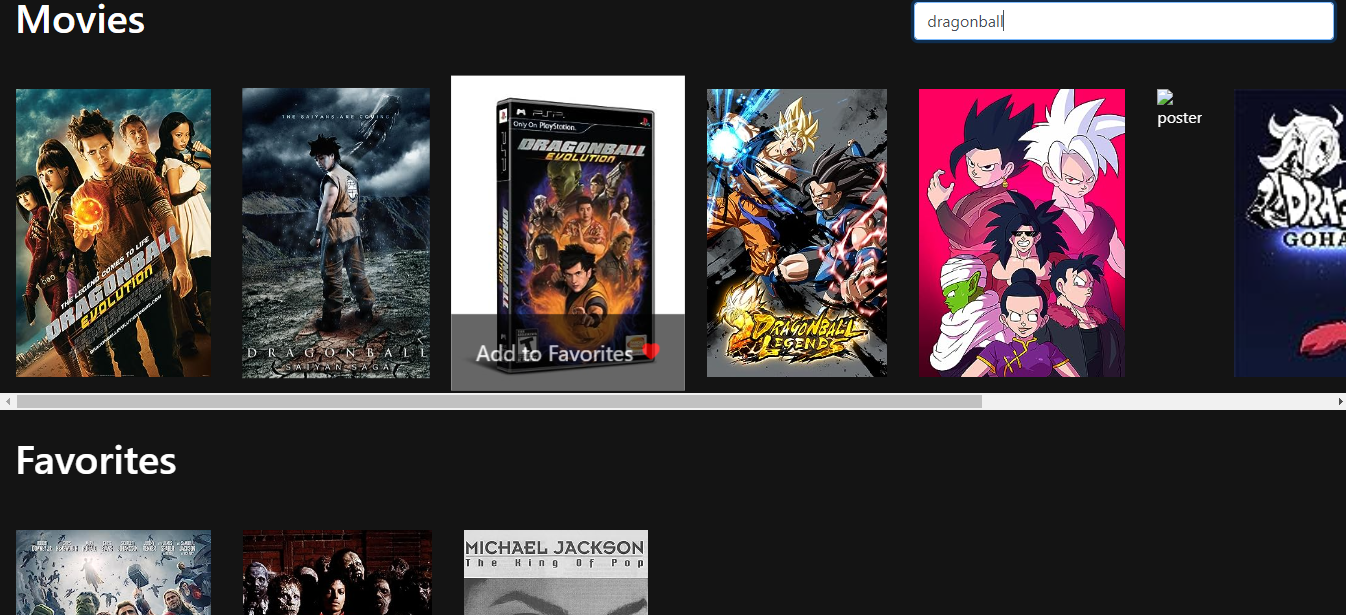 Movies
dragonball
THE LEGEND COMES TO LIFE
DRAGONBALL
EVOLUTION
THE SAIYANS ARE COMING
DRAGONBALL
SAIYAN SAGA
PSP
Only On PlayStation.
DRAGONBALL
EVOLUTION
Add to Favorites
DRAGONBALL
LEGENDS
poster
DRAG
GOHA
Favorites
MICHAEL JACKSON
The King Of Pop